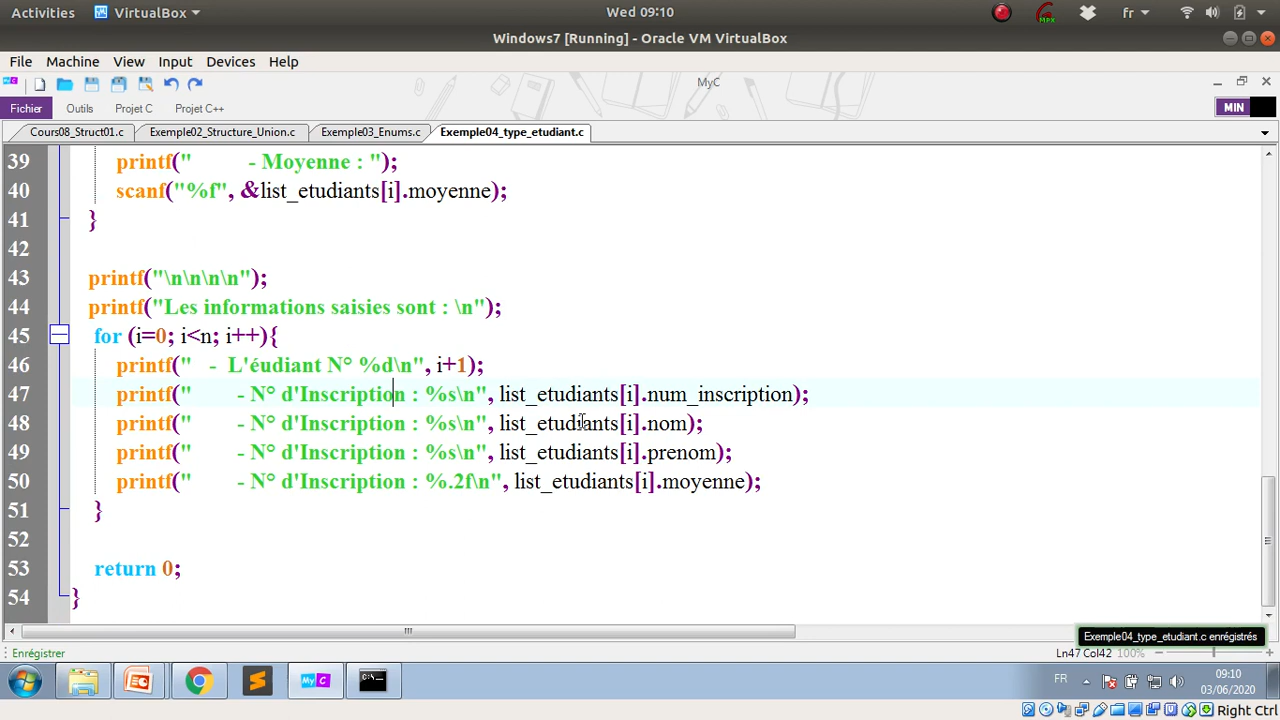 Activities VirtualBox Wed 09:10 fr
Windows7 [Running] - Oracle VM VirtualBox
File Machine View Input Devices Help
MyC
Fichier Outils Projet C Projet C++ MIN
Cours08_Struct01.c Exemple02_Structure_Union.c Exemple03_Enums.c Exemple04_type_etudiant.c
39 printf("        - Moyenne : ");
40 scanf("%f", &list_etudiants[i].moyenne);
41 }
42
43 printf("\n\n\n\n");
44 printf("Les informations saisies sont : \n");
45 for (i=0; i<n; i++){
46 printf("   -  L'éudiant N° %d\n", i+1);
47 printf("        - N° d'Inscription : %s\n", list_etudiants[i].num_inscription);
48 printf("        - N° d'Inscription : %s\n", list_etudiants[i].nom);
49 printf("        - N° d'Inscription : %s\n", list_etudiants[i].prenom);
50 printf("        - N° d'Inscription : %.2f\n", list_etudiants[i].moyenne);
51 }
52
53 return 0;
54 }
Exemple04_type_etudiant.c enrégistrés
Enrégistrer Ln47 Col42 100%
FR 09:10
03/06/2020
Right Ctrl